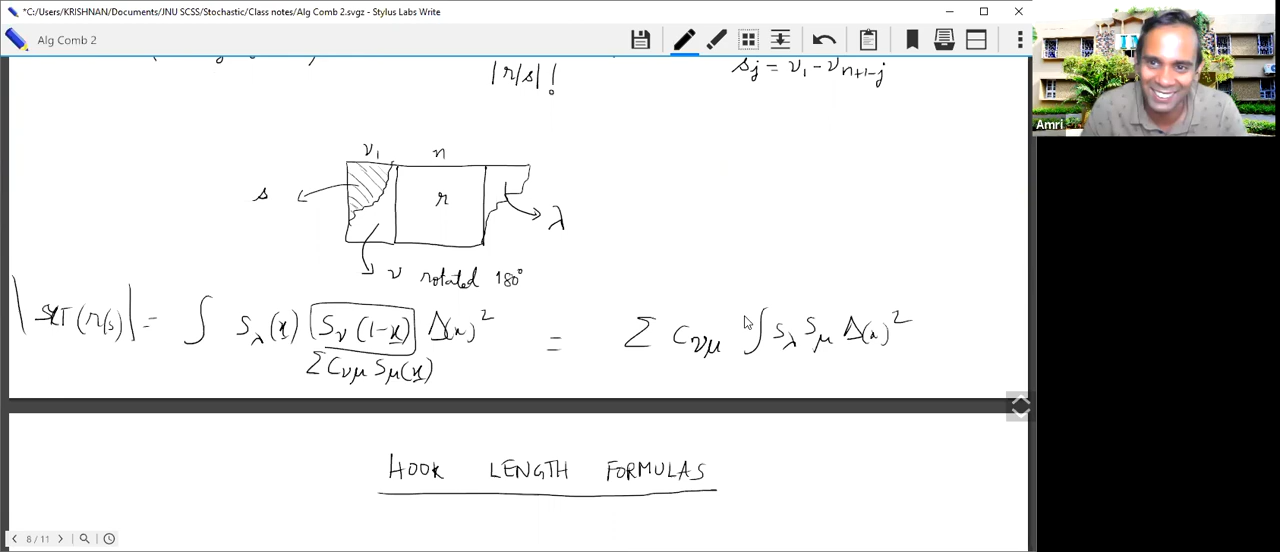 *C:/Users/KRISHNAN/Documents/JNU SCSS/Stochastic/Class notes/Alg Comb 2.svgz - Stylus Labs Write
Alg Comb 2
|r/s|!
s_j = ν_1 - ν_{n+1-j}
ν_1 n
s r λ
ν rotated 180°
|SYT(r/s)| = ∫ S_λ(x) S_ν(1-x) Δ(x)^2 = Σ C_{νμ} ∫ S_λ S_μ Δ(x)^2
Σ C_{νμ} S_μ(x)
HOOK LENGTH FORMULAS
8/11
Amri